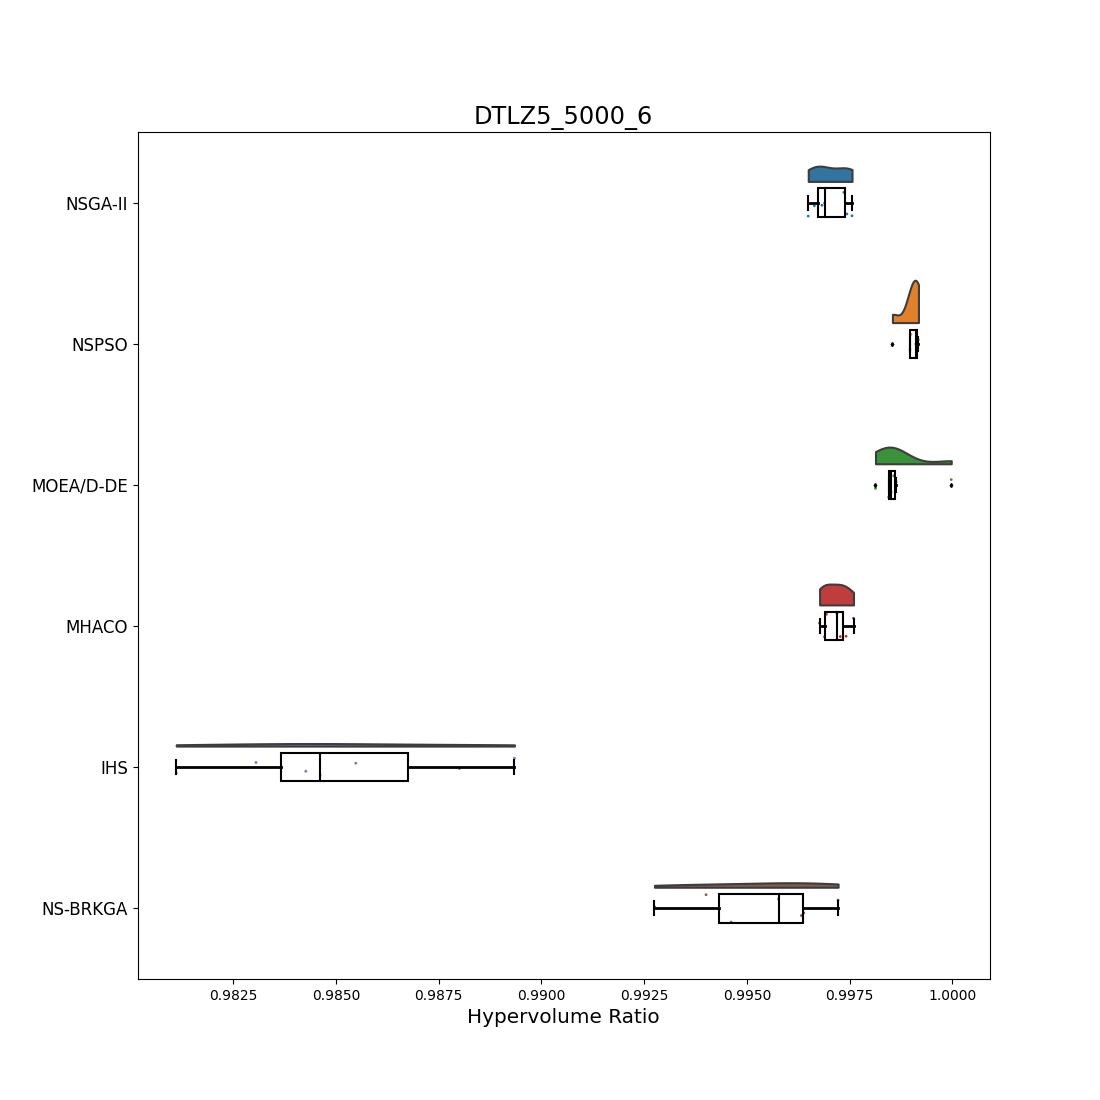 DTLZ5_5000_6
NSGA-II
NSPSO
MOEA/D-DE
MHACO
IHS
NS-BRKGA
0.9825 0.9850 0.9875 0.9900 0.9925 0.9950 0.9975 1.0000
Hypervolume Ratio